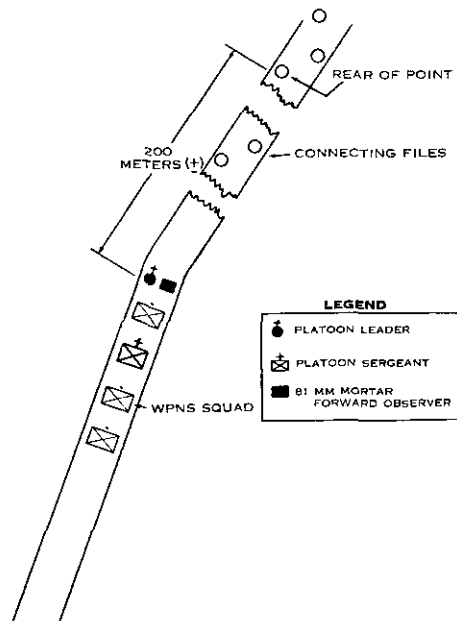 REAR OF POINT
200
METERS (+)
CONNECTING FILES
LEGEND
PLATOON LEADER
PLATOON SERGEANT
81 MM MORTAR
FORWARD OBSERVER
WPNS SQUAD